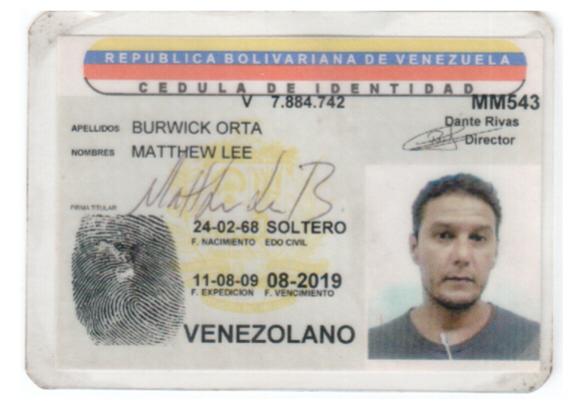 REPUBLICA BOLIVARIANA DE VENEZUELA
CEDULA DE IDENTIDAD
V 7.884.742 MM543
Dante Rivas
Director
APELLIDOS BURWICK ORTA
NOMBRES MATTHEW LEE
FIRMA TITULAR
24-02-68 SOLTERO
F. NACIMIENTO EDO CIVIL
11-08-09 08-2019
F. EXPEDICION F. VENCIMIENTO
VENEZOLANO